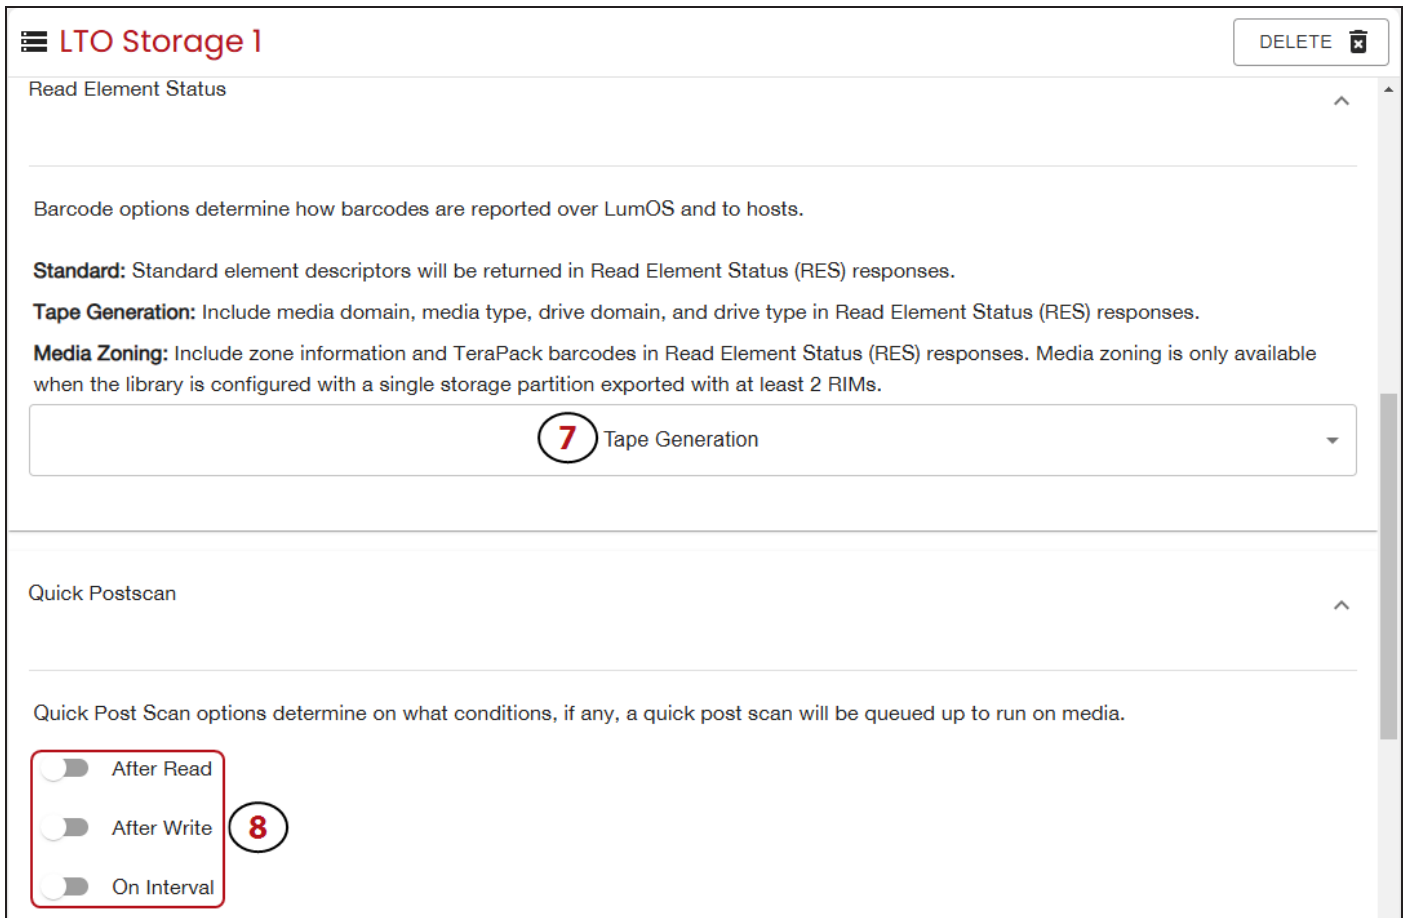 LTO Storage 1
DELETE
Read Element Status
Barcode options determine how barcodes are reported over LumOS and to hosts.
Standard: Standard element descriptors will be returned in Read Element Status (RES) responses.
Tape Generation: Include media domain, media type, drive domain, and drive type in Read Element Status (RES) responses.
Media Zoning: Include zone information and TeraPack barcodes in Read Element Status (RES) responses. Media zoning is only available
when the library is configured with a single storage partition exported with at least 2 RIMs.
7 Tape Generation
Quick Postscan
Quick Post Scan options determine on what conditions, if any, a quick post scan will be queued up to run on media.
After Read
After Write
8
On Interval